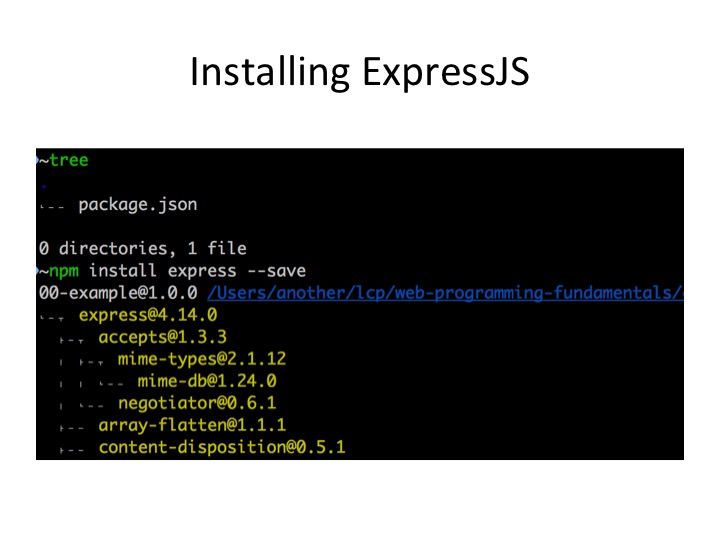 Installing ExpressJS
~tree
.
└── package.json
0 directories, 1 file
~npm install express --save
00-example@1.0.0 /Users/another/lcp/web-programming-fundamentals/
└─┬ express@4.14.0
├─┬ accepts@1.3.3
│ ├─┬ mime-types@2.1.12
│ │ └── mime-db@1.24.0
│ └── negotiator@0.6.1
├── array-flatten@1.1.1
├── content-disposition@0.5.1